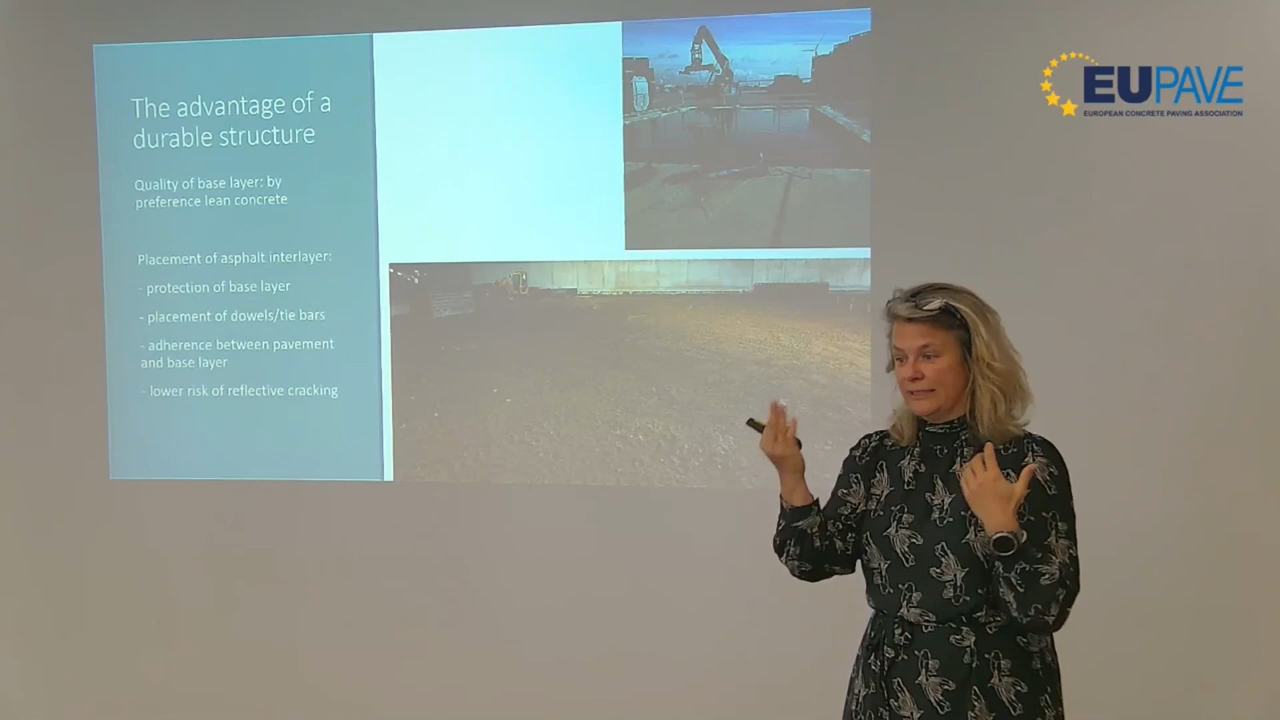 The advantage of a
durable structure
Quality of base layer: by
preference lean concrete
Placement of asphalt interlayer:
- protection of base layer
- placement of dowels/tie bars
- adherence between pavement
and base layer
- lower risk of reflective cracking
EUPAVE
EUROPEAN CONCRETE PAVING ASSOCIATION